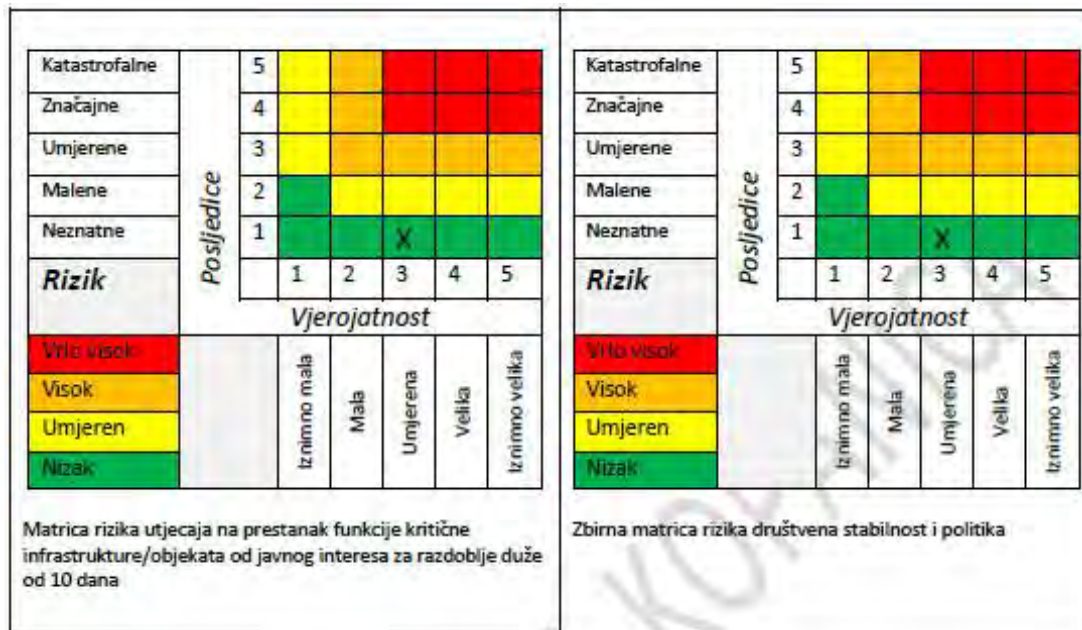 Katastrofalne 5
Značajne 4
Umjerene 3
Malene 2
Neznatne 1 X
Posljedice
Rizik 1 2 3 4 5
Vjerojatnost
Vrlo visok
Visok
Umjeren
Nizak
Iznimno mala
Mala
Umjerena
Velika
Iznimno velika
Matrica rizika utjecaja na prestanak funkcije kritične
infrastrukture/objekata od javnog interesa za razdoblje duže
od 10 dana
Katastrofalne 5
Značajne 4
Umjerene 3
Malene 2
Neznatne 1 X
Posljedice
Rizik 1 2 3 4 5
Vjerojatnost
Vrlo visok
Visok
Umjeren
Nizak
Iznimno mala
Mala
Umjerena
Velika
Iznimno velika
Zbirna matrica rizika društvena stabilnost i politika